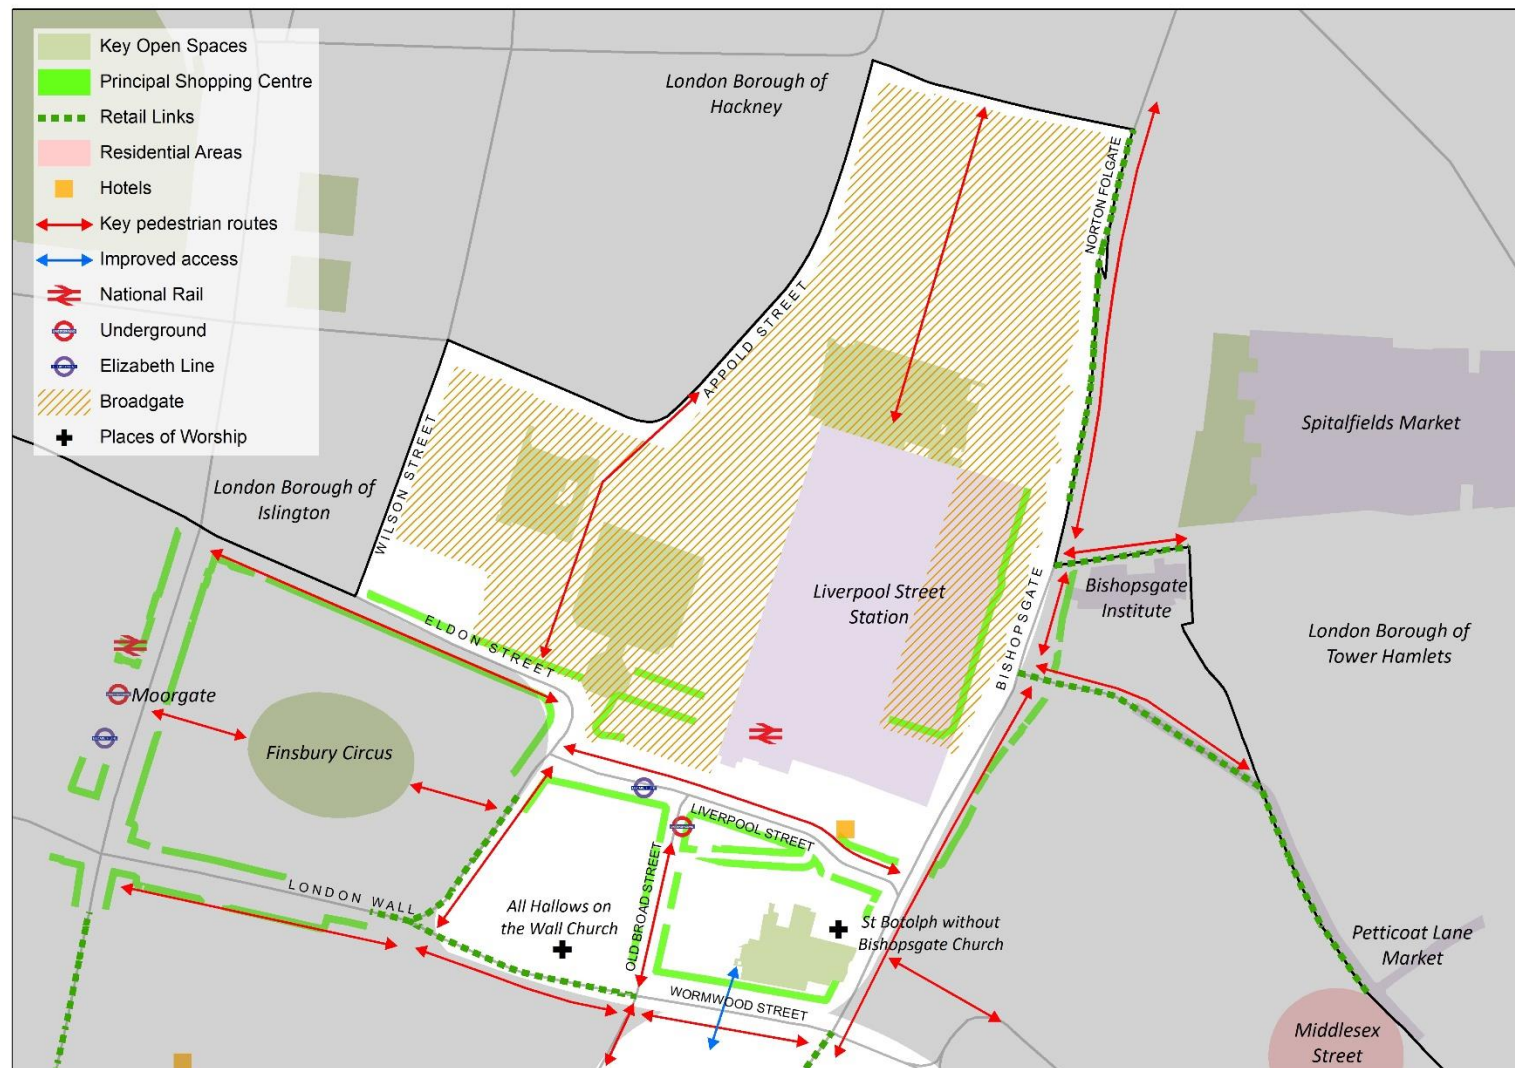 Key Open Spaces
Principal Shopping Centre
Retail Links
Residential Areas
Hotels
Key pedestrian routes
Improved access
National Rail
Underground
Elizabeth Line
Broadgate
Places of Worship
London Borough of
Hackney
NORTON FOLGATE
APPOLD STREET
WILSON STREET
London Borough of
Islington
Spitalfields Market
Liverpool Street
Station
BISHOPSGATE
Bishopsgate
Institute
London Borough of
Tower Hamlets
ELDON STREET
Moorgate
Finsbury Circus
LIVERPOOL STREET
OLD BROAD STREET
LONDON WALL
All Hallows on
the Wall Church
St Botolph without
Bishopsgate Church
WORMWOOD STREET
Petticoat Lane
Market
Middlesex
Street